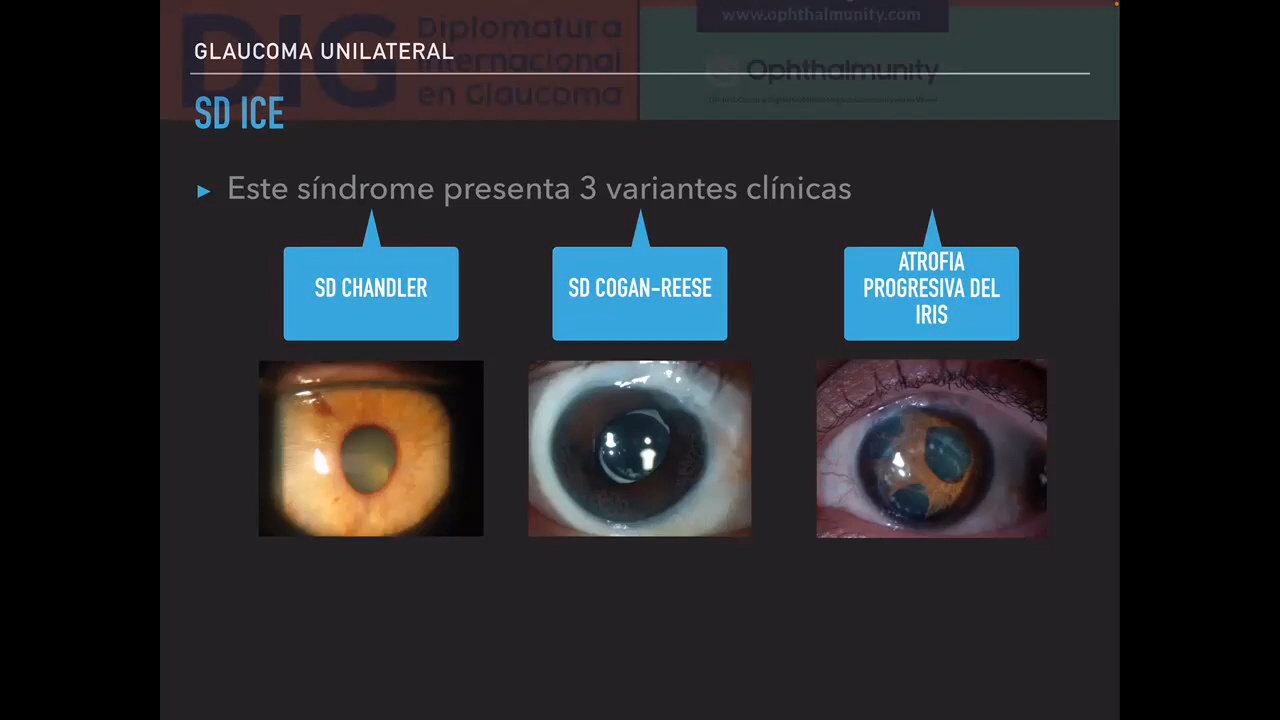 www.ophthalmunity.com
DIG
Diplomatura
Internacional
en Glaucoma
Ophthalmunity
GLAUCOMA UNILATERAL
SD ICE
Este síndrome presenta 3 variantes clínicas
SD CHANDLER
SD COGAN-REESE
ATROFIA
PROGRESIVA DEL
IRIS